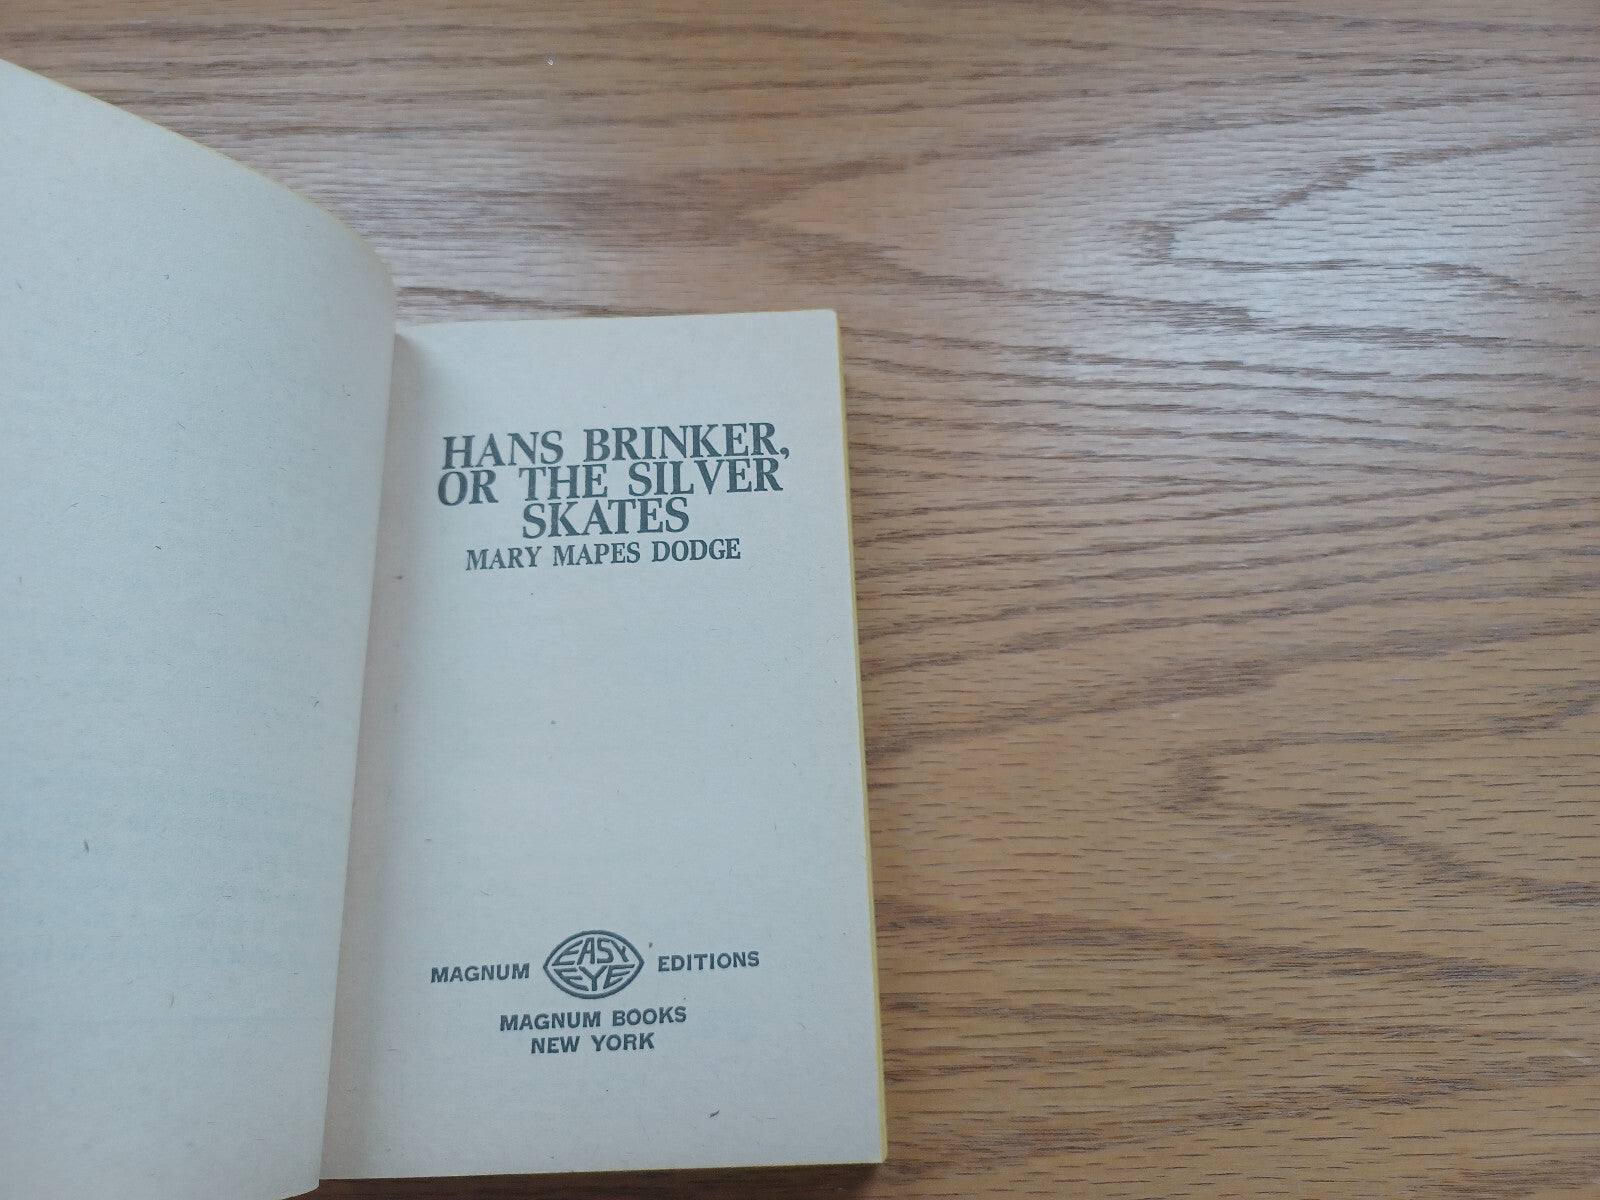 HANS BRINKER,
OR THE SILVER
SKATES
MARY MAPES DODGE
MAGNUM EASY EYE EDITIONS
MAGNUM BOOKS
NEW YORK